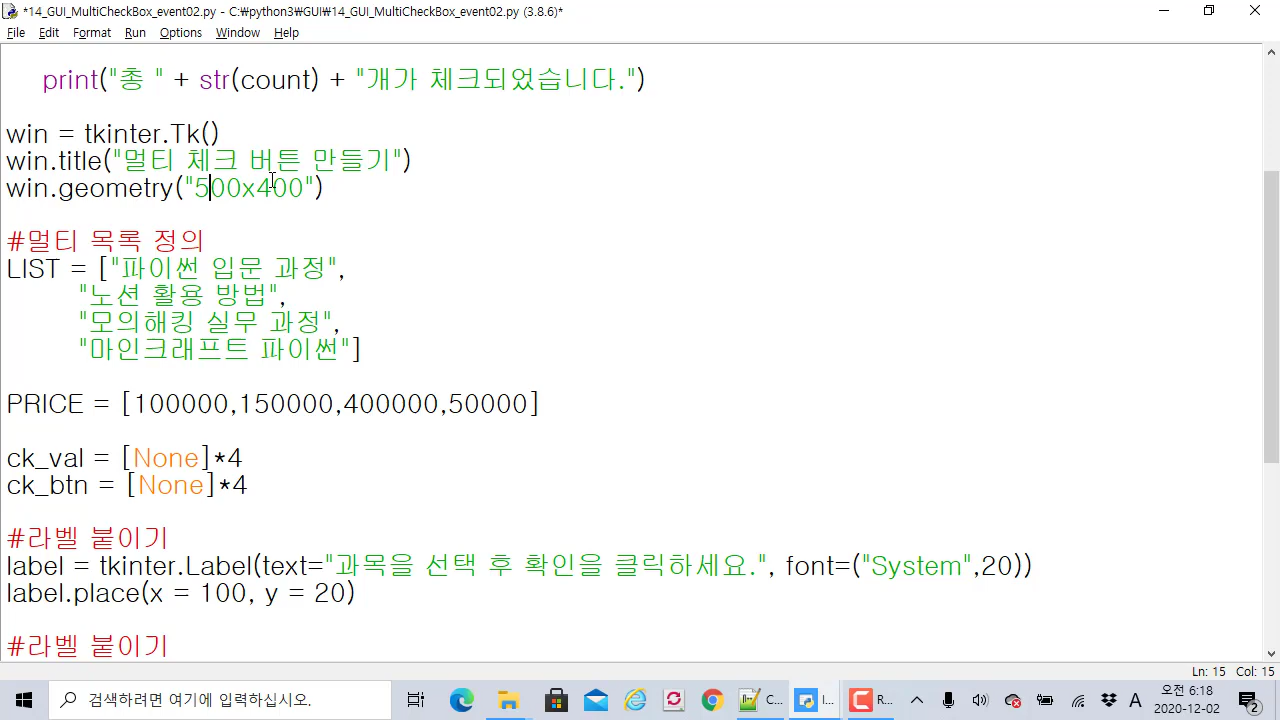 *14_GUI_MultiCheckBox_event02.py - C:₩python3₩GUI₩14_GUI_MultiCheckBox_event02.py (3.8.6)*
File Edit Format Run Options Window Help
print("총 " + str(count) + "개가 체크되었습니다.")
win = tkinter.Tk()
win.title("멀티 체크 버튼 만들기")
win.geometry("500x400")
#멀티 목록 정의
LIST = ["파이썬 입문 과정",
"노션 활용 방법",
"모의해킹 실무 과정",
"마인크래프트 파이썬"]
PRICE = [100000,150000,400000,50000]
ck_val = [None]*4
ck_btn = [None]*4
#라벨 붙이기
label = tkinter.Label(text="과목을 선택 후 확인을 클릭하세요.", font=("System",20))
label.place(x = 100, y = 20)
#라벨 붙이기
Ln: 15 Col: 15
검색하려면 여기에 입력하십시오.
C... I... R... A 오전 6:18
2020-12-02 2